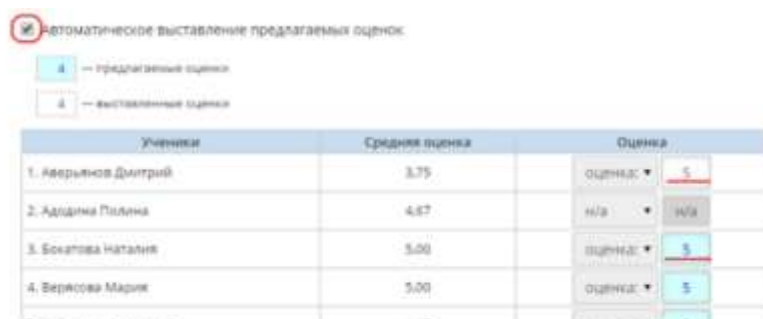 Автоматическое выставление предлагаемых оценок
4 — предлагаемые оценки
4 — выставленные оценки
Ученики Средняя оценка Оценка
1. Аверьянов Дмитрий 3,75 оценка: 5
2. Адодина Полина 4,67 н/а н/а
3. Бокатова Наталия 5,00 оценка: 5
4. Верясова Мария 5,00 оценка: 5